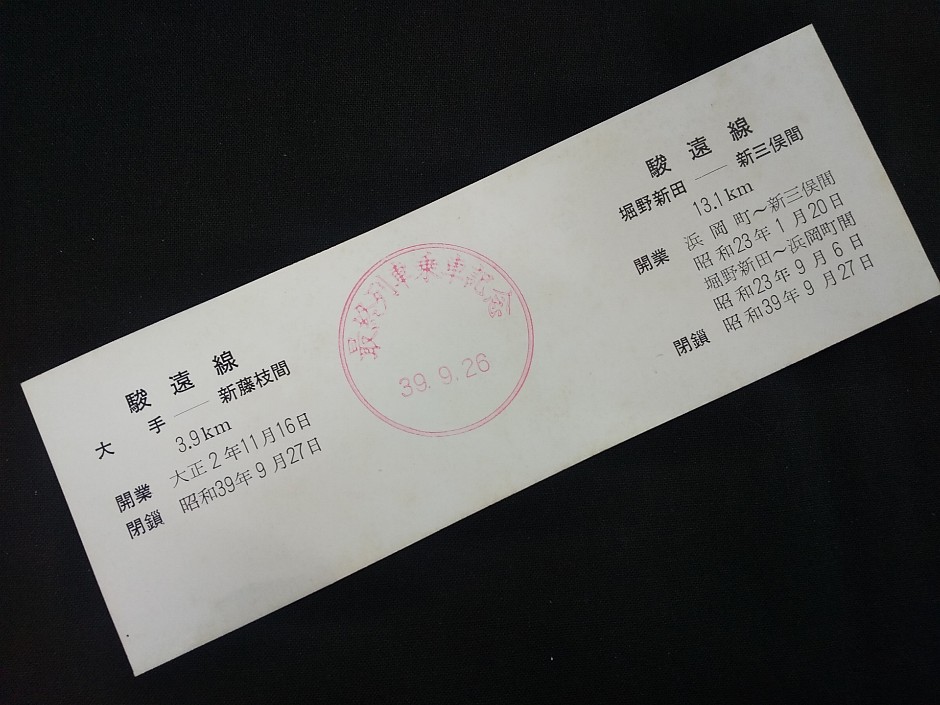 駿遠線
大手──新藤枝間
3.9km
開業 大正2年11月16日
閉鎖 昭和39年9月27日
最終列車乗車記念
39.9.26
駿遠線
堀野新田──新三俣間
13.1km
開業 浜岡町～新三俣間
昭和23年1月20日
堀野新田～浜岡町間
昭和23年9月6日
閉鎖 昭和39年9月27日